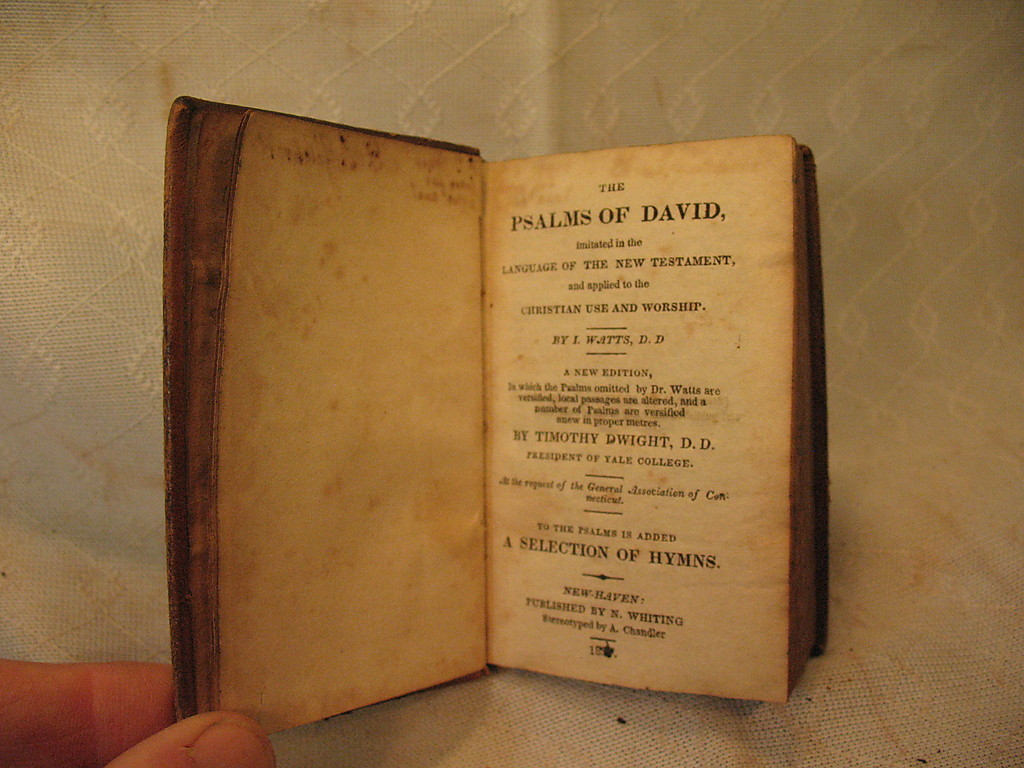 THE
PSALMS OF DAVID,
imitated in the
LANGUAGE OF THE NEW TESTAMENT,
and applied to the
CHRISTIAN USE AND WORSHIP.
BY I. WATTS, D. D
A NEW EDITION,
In which the Psalms omitted by Dr. Watts are
versified, local passages are altered, and a
number of Psalms are versified
anew in proper metres.
BY TIMOTHY DWIGHT, D. D.
PRESIDENT OF YALE COLLEGE.
At the request of the General Association of Con-
necticut.
TO THE PSALMS IS ADDED
A SELECTION OF HYMNS.
NEW-HAVEN:
PUBLISHED BY N. WHITING
Stereotyped by A. Chandler